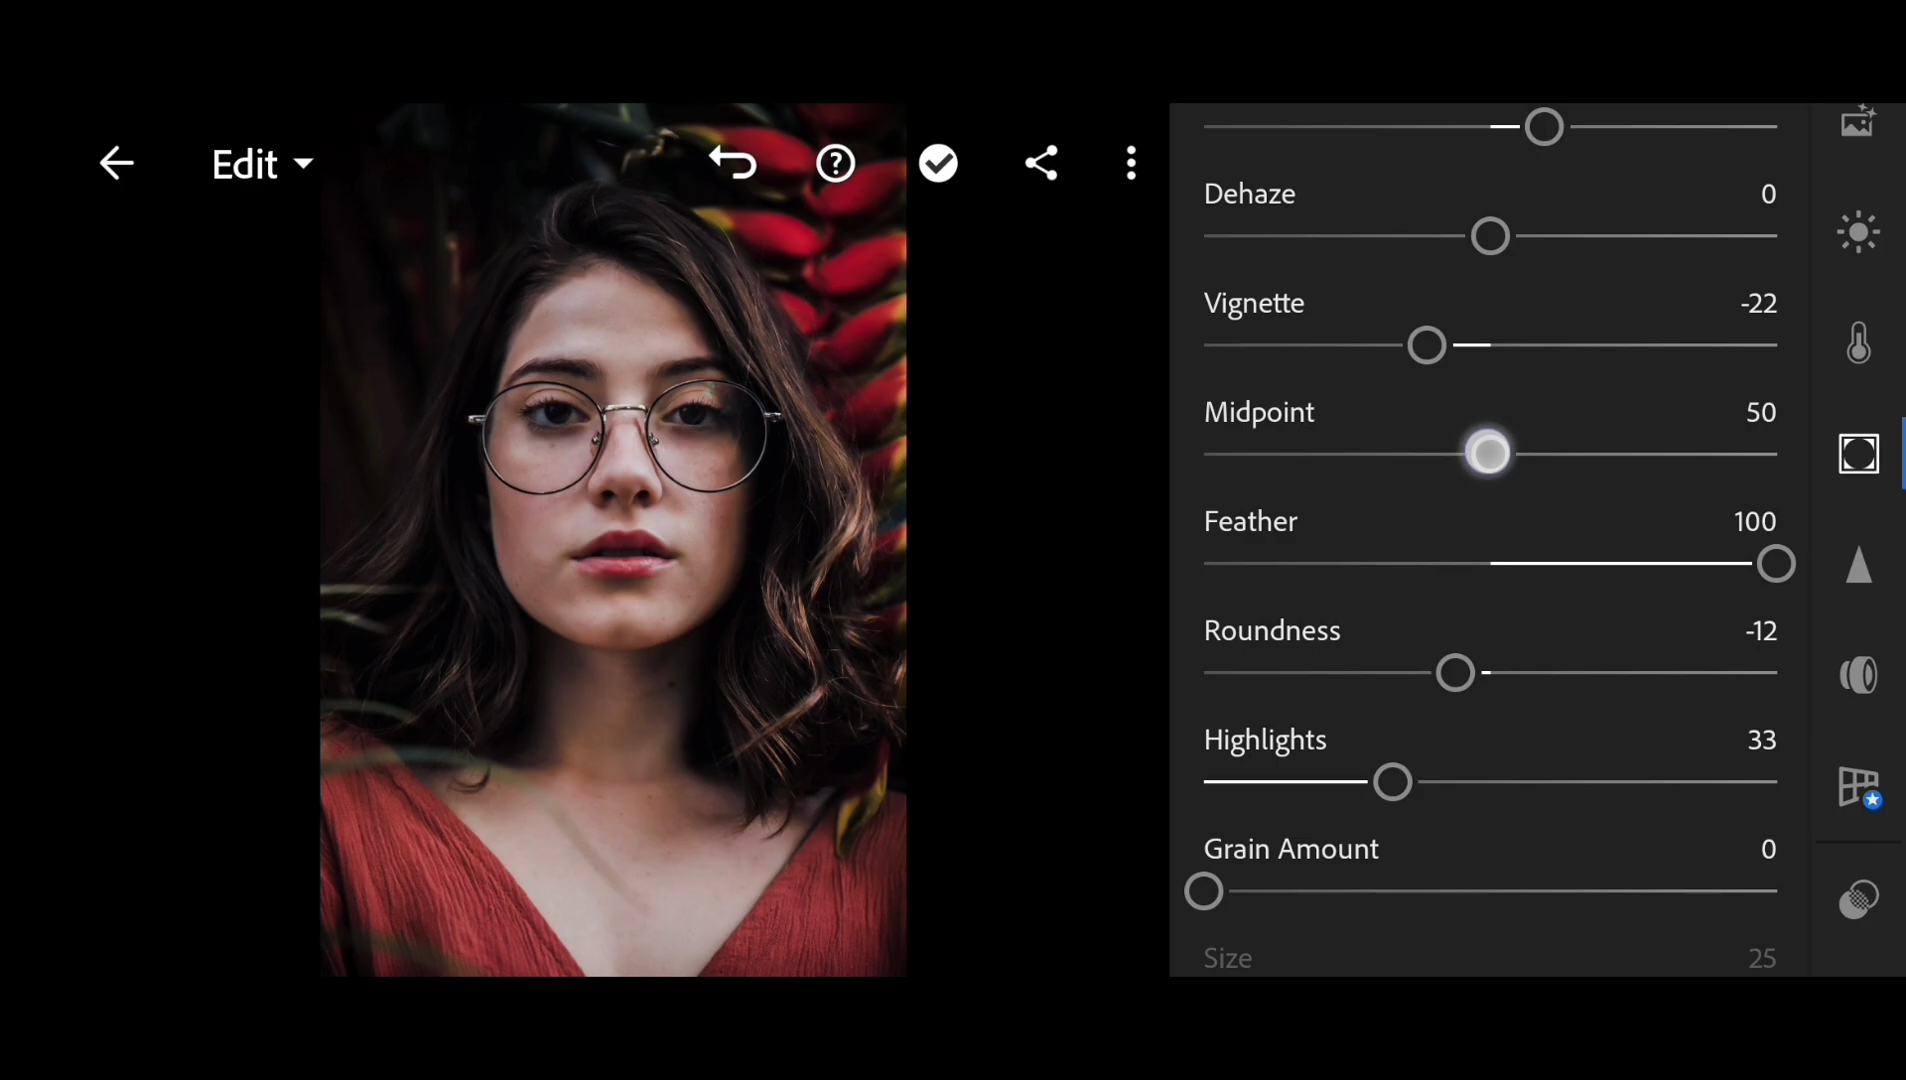 Edit
Dehaze 0
Vignette -22
Midpoint 50
Feather 100
Roundness -12
Highlights 33
Grain Amount 0
Size 25